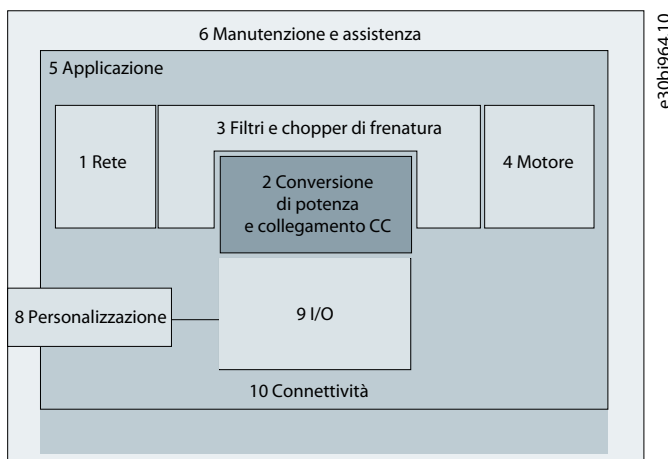 6 Manutenzione e assistenza
5 Applicazione
3 Filtri e chopper di frenatura
1 Rete
4 Motore
2 Conversione
di potenza
e collegamento CC
8 Personalizzazione
9 I/O
10 Connettività
e30bj964.10